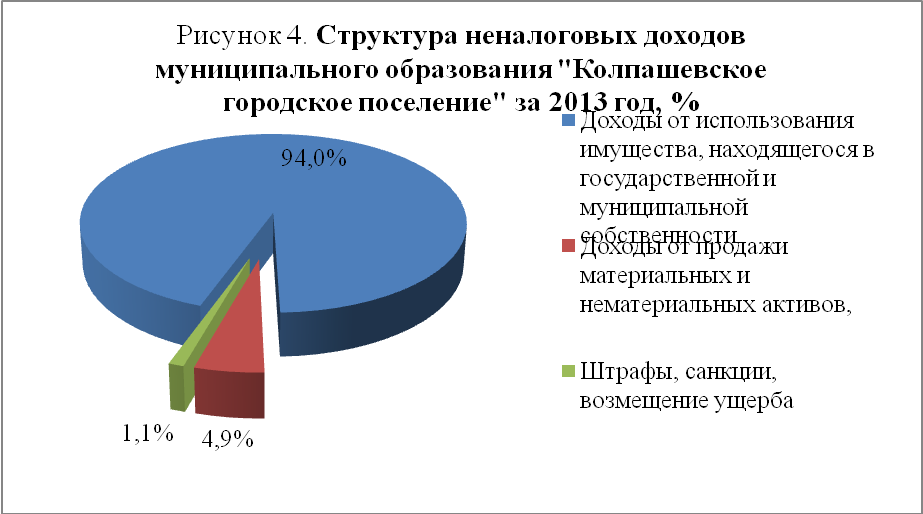 Рисунок 4. Структура неналоговых доходов
муниципального образования "Колпашевское
городское поселение" за 2013 год, %
94,0%
1,1%
4,9%
Доходы от использования
имущества, находящегося в
государственной и
муниципальной
собственности
Доходы от продажи
материальных и
нематериальных активов,
Штрафы, санкции,
возмещение ущерба